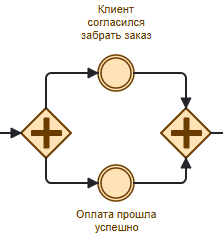 Клиент
согласился
забрать заказ
Оплата прошла
успешно